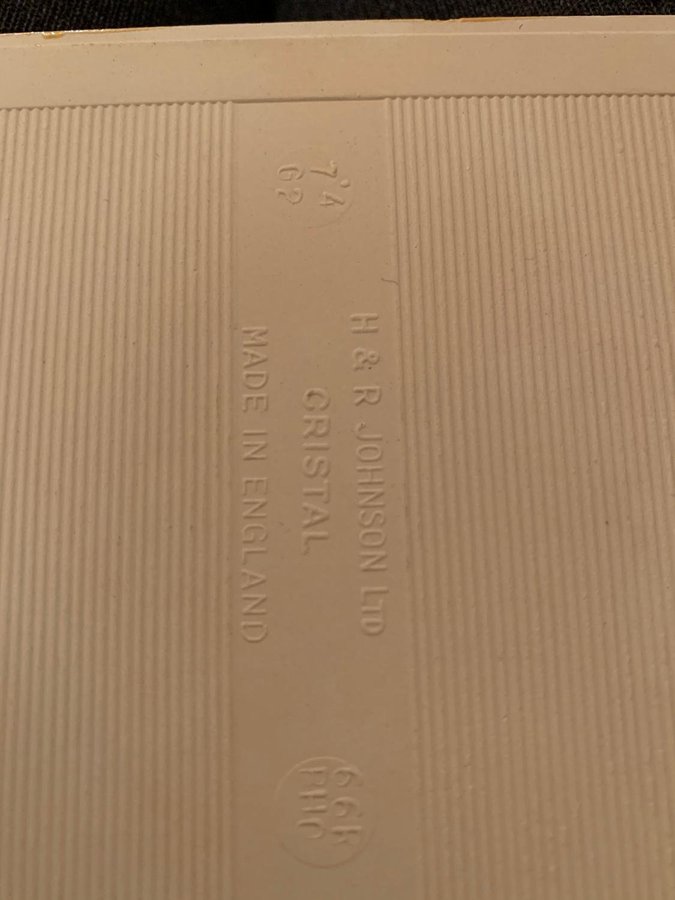 H & R JOHNSON LTD
CRISTAL
MADE IN ENGLAND